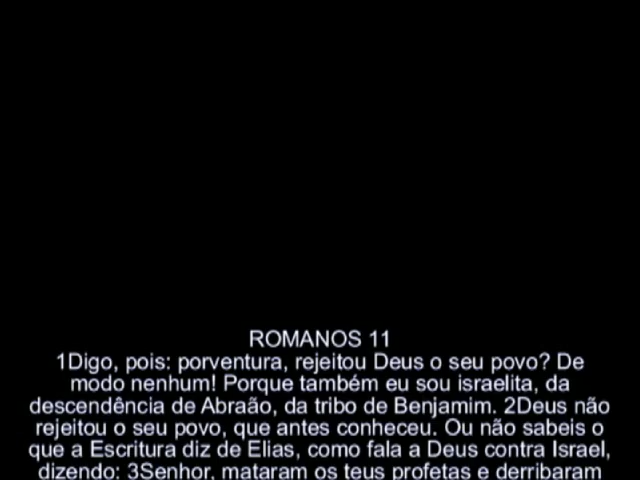 ROMANOS 11
1Digo, pois: porventura, rejeitou Deus o seu povo? De
modo nenhum! Porque também eu sou israelita, da
descendência de Abraão, da tribo de Benjamim. 2Deus não
rejeitou o seu povo, que antes conheceu. Ou não sabeis o
que a Escritura diz de Elias, como fala a Deus contra Israel,
dizendo: 3Senhor, mataram os teus profetas e derribaram